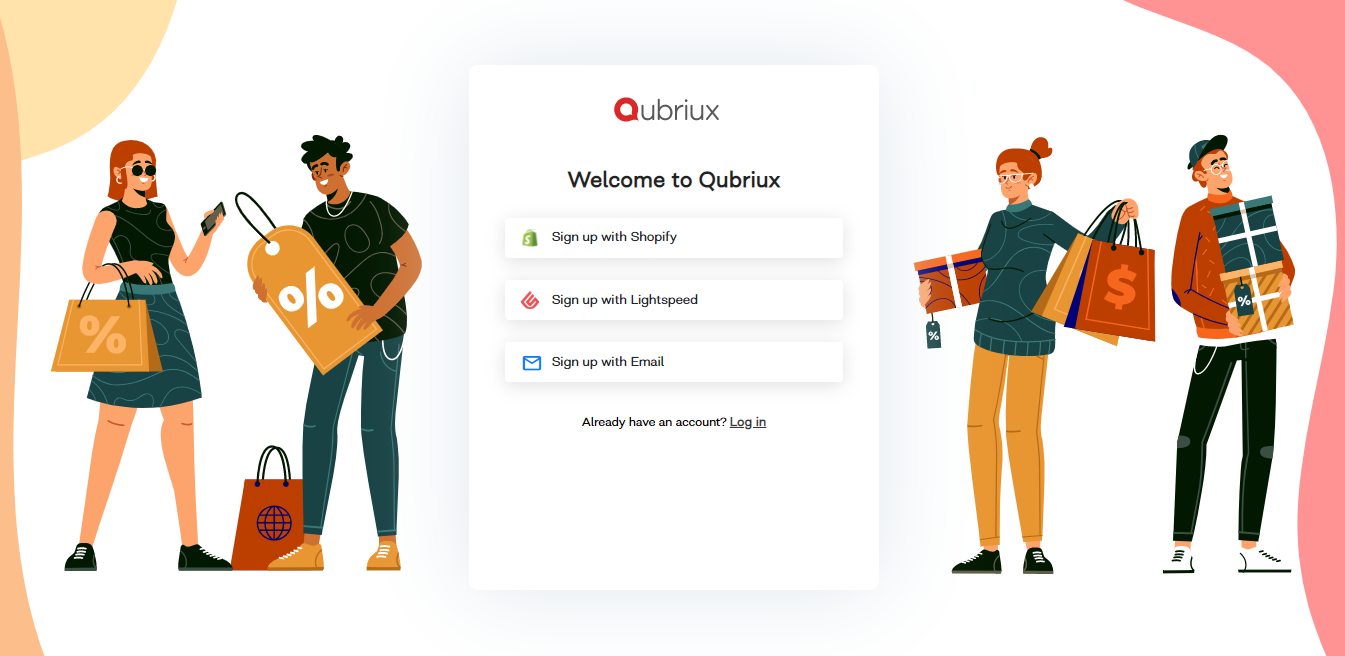 Qubriux
Welcome to Qubriux
Sign up with Shopify
Sign up with Lightspeed
Sign up with Email
Already have an account? Log in
%
%
$
%
%